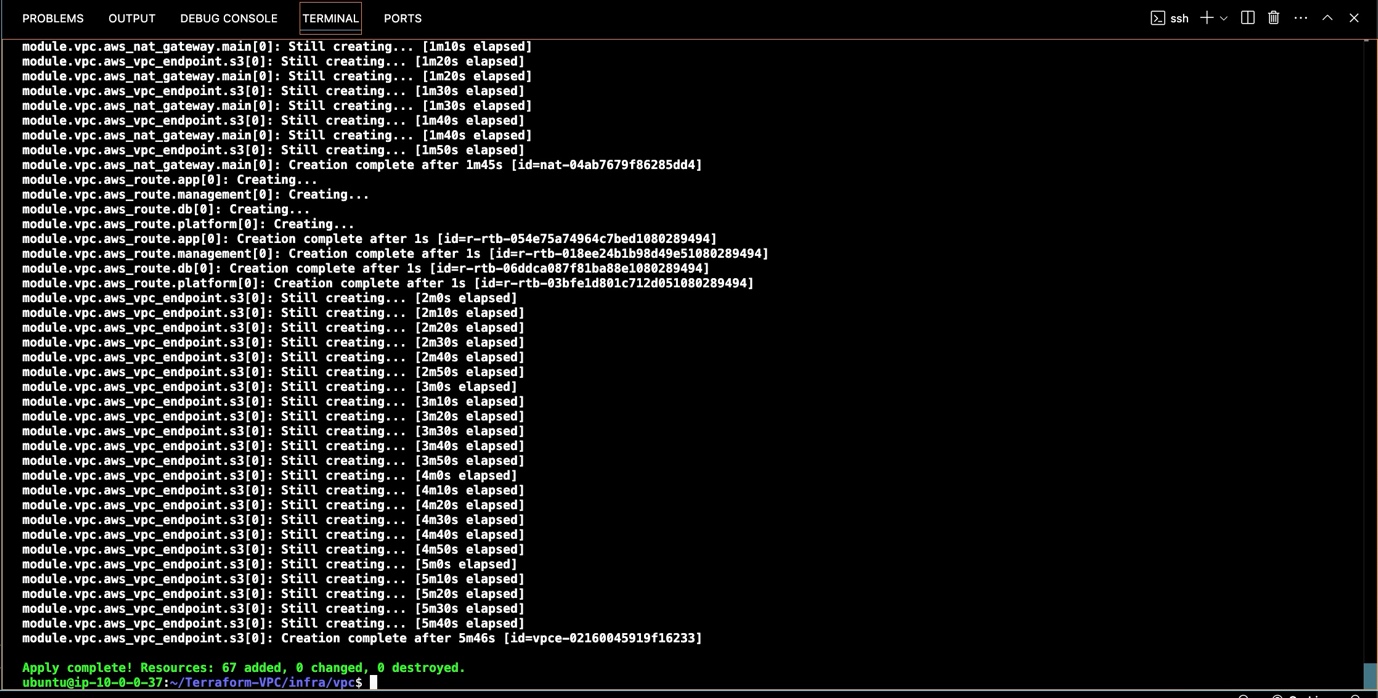 PROBLEMS OUTPUT DEBUG CONSOLE TERMINAL PORTS ssh
module.vpc.aws_nat_gateway.main[0]: Still creating... [1m10s elapsed]
module.vpc.aws_vpc_endpoint.s3[0]: Still creating... [1m20s elapsed]
module.vpc.aws_nat_gateway.main[0]: Still creating... [1m20s elapsed]
module.vpc.aws_vpc_endpoint.s3[0]: Still creating... [1m30s elapsed]
module.vpc.aws_nat_gateway.main[0]: Still creating... [1m30s elapsed]
module.vpc.aws_vpc_endpoint.s3[0]: Still creating... [1m40s elapsed]
module.vpc.aws_nat_gateway.main[0]: Still creating... [1m40s elapsed]
module.vpc.aws_vpc_endpoint.s3[0]: Still creating... [1m50s elapsed]
module.vpc.aws_nat_gateway.main[0]: Creation complete after 1m45s [id=nat-04ab7679f86285dd4]
module.vpc.aws_route.app[0]: Creating...
module.vpc.aws_route.management[0]: Creating...
module.vpc.aws_route.db[0]: Creating...
module.vpc.aws_route.platform[0]: Creating...
module.vpc.aws_route.app[0]: Creation complete after 1s [id=r-rtb-054e75a74964c7bed1080289494]
module.vpc.aws_route.management[0]: Creation complete after 1s [id=r-rtb-018ee24b1b98d49e51080289494]
module.vpc.aws_route.db[0]: Creation complete after 1s [id=r-rtb-06ddca087f81ba88e1080289494]
module.vpc.aws_route.platform[0]: Creation complete after 1s [id=r-rtb-03bfe1d801c712d051080289494]
module.vpc.aws_vpc_endpoint.s3[0]: Still creating... [2m0s elapsed]
module.vpc.aws_vpc_endpoint.s3[0]: Still creating... [2m10s elapsed]
module.vpc.aws_vpc_endpoint.s3[0]: Still creating... [2m20s elapsed]
module.vpc.aws_vpc_endpoint.s3[0]: Still creating... [2m30s elapsed]
module.vpc.aws_vpc_endpoint.s3[0]: Still creating... [2m40s elapsed]
module.vpc.aws_vpc_endpoint.s3[0]: Still creating... [2m50s elapsed]
module.vpc.aws_vpc_endpoint.s3[0]: Still creating... [3m0s elapsed]
module.vpc.aws_vpc_endpoint.s3[0]: Still creating... [3m10s elapsed]
module.vpc.aws_vpc_endpoint.s3[0]: Still creating... [3m20s elapsed]
module.vpc.aws_vpc_endpoint.s3[0]: Still creating... [3m30s elapsed]
module.vpc.aws_vpc_endpoint.s3[0]: Still creating... [3m40s elapsed]
module.vpc.aws_vpc_endpoint.s3[0]: Still creating... [3m50s elapsed]
module.vpc.aws_vpc_endpoint.s3[0]: Still creating... [4m0s elapsed]
module.vpc.aws_vpc_endpoint.s3[0]: Still creating... [4m10s elapsed]
module.vpc.aws_vpc_endpoint.s3[0]: Still creating... [4m20s elapsed]
module.vpc.aws_vpc_endpoint.s3[0]: Still creating... [4m30s elapsed]
module.vpc.aws_vpc_endpoint.s3[0]: Still creating... [4m40s elapsed]
module.vpc.aws_vpc_endpoint.s3[0]: Still creating... [4m50s elapsed]
module.vpc.aws_vpc_endpoint.s3[0]: Still creating... [5m0s elapsed]
module.vpc.aws_vpc_endpoint.s3[0]: Still creating... [5m10s elapsed]
module.vpc.aws_vpc_endpoint.s3[0]: Still creating... [5m20s elapsed]
module.vpc.aws_vpc_endpoint.s3[0]: Still creating... [5m30s elapsed]
module.vpc.aws_vpc_endpoint.s3[0]: Still creating... [5m40s elapsed]
module.vpc.aws_vpc_endpoint.s3[0]: Creation complete after 5m46s [id=vpce-02160045919f16233]
Apply complete! Resources: 67 added, 0 changed, 0 destroyed.
ubuntu@ip-10-0-0-37:~/Terraform-VPC/infra/vpc$